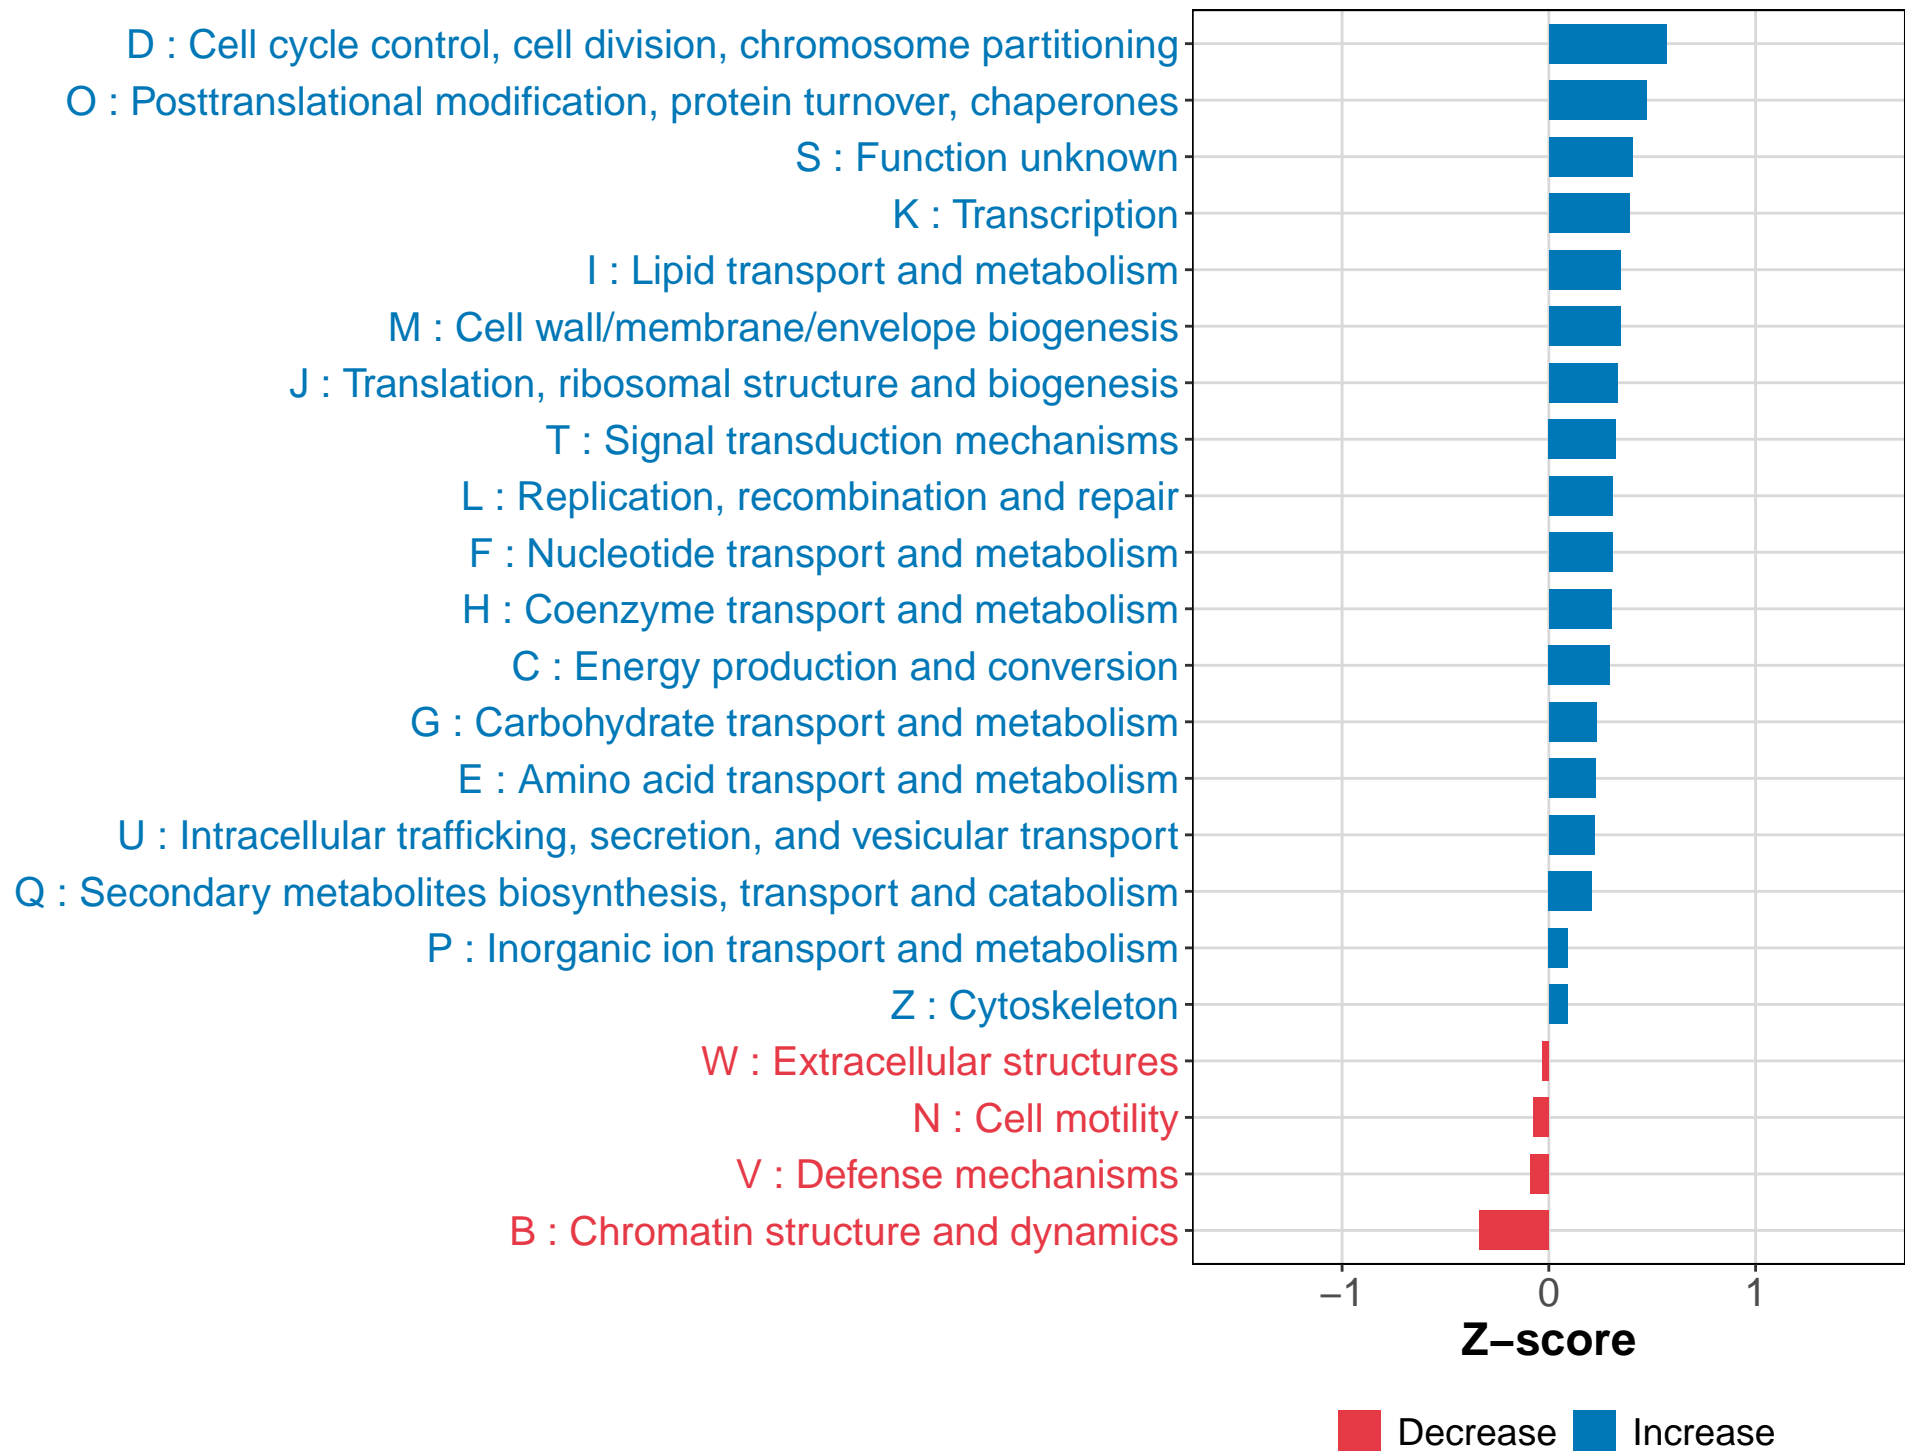 D : Cell cycle control, cell division, chromosome partitioning
O : Posttranslational modification, protein turnover, chaperones
S : Function unknown
K : Transcription
I : Lipid transport and metabolism
M : Cell wall/membrane/envelope biogenesis
J : Translation, ribosomal structure and biogenesis
T : Signal transduction mechanisms
L : Replication, recombination and repair
F : Nucleotide transport and metabolism
H : Coenzyme transport and metabolism
C : Energy production and conversion
G : Carbohydrate transport and metabolism
E : Amino acid transport and metabolism
U : Intracellular trafficking, secretion, and vesicular transport
Q : Secondary metabolites biosynthesis, transport and catabolism
P : Inorganic ion transport and metabolism
Z : Cytoskeleton
W : Extracellular structures
N : Cell motility
V : Defense mechanisms
B : Chromatin structure and dynamics
−1 0 1
Z−score
Decrease Increase